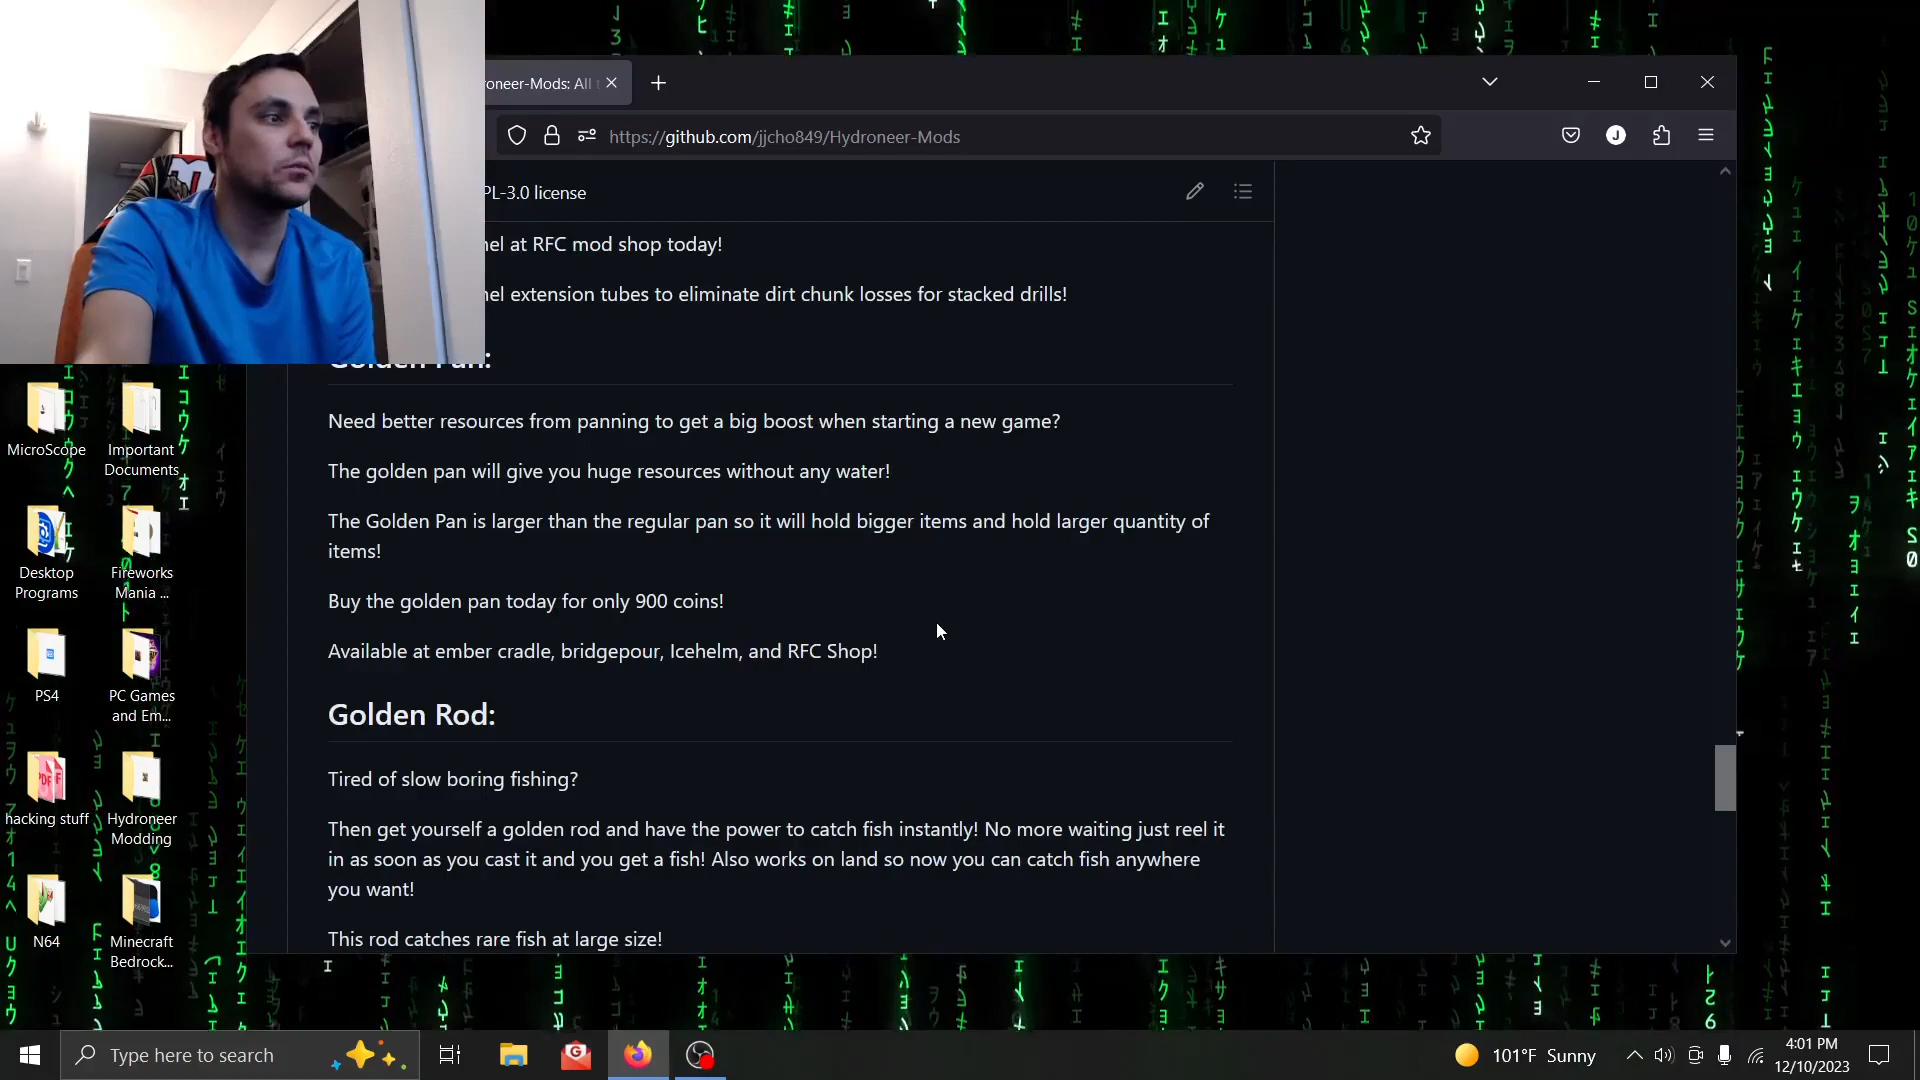 oneer-Mods: All t
https://github.com/jjcho849/Hydroneer-Mods
PL-3.0 license
nel at RFC mod shop today!
nel extension tubes to eliminate dirt chunk losses for stacked drills!
Golden Pan:
Need better resources from panning to get a big boost when starting a new game?
The golden pan will give you huge resources without any water!
The Golden Pan is larger than the regular pan so it will hold bigger items and hold larger quantity of
items!
Buy the golden pan today for only 900 coins!
Available at ember cradle, bridgepour, Icehelm, and RFC Shop!
Golden Rod:
Tired of slow boring fishing?
Then get yourself a golden rod and have the power to catch fish instantly! No more waiting just reel it
in as soon as you cast it and you get a fish! Also works on land so now you can catch fish anywhere
you want!
This rod catches rare fish at large size!
MicroScope
Important
Documents
Desktop
Programs
Fireworks
Mania ...
PS4
PC Games
and Em...
hacking stuff
Hydroneer
Modding
N64
Minecraft
Bedrock...
Type here to search
101°F Sunny
4:01 PM
12/10/2023